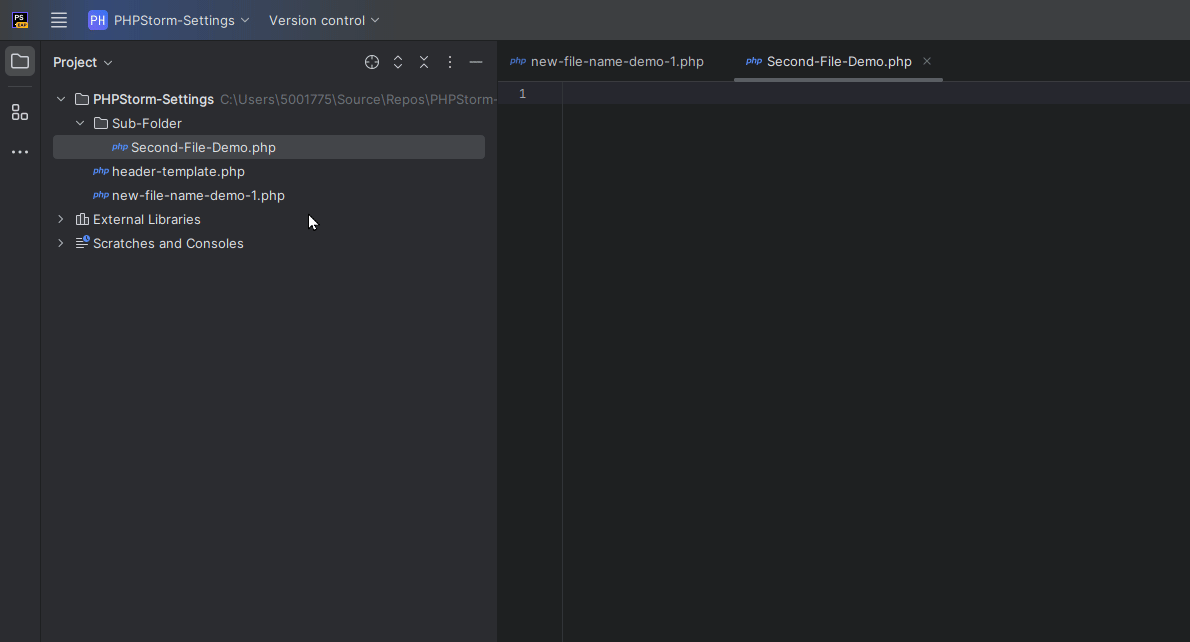 PS EAP PH PHPStorm-Settings Version control
Project
php new-file-name-demo-1.php php Second-File-Demo.php
PHPStorm-Settings C:\Users\5001775\Source\Repos\PHPStorm-
1
Sub-Folder
php Second-File-Demo.php
php header-template.php
php new-file-name-demo-1.php
External Libraries
Scratches and Consoles